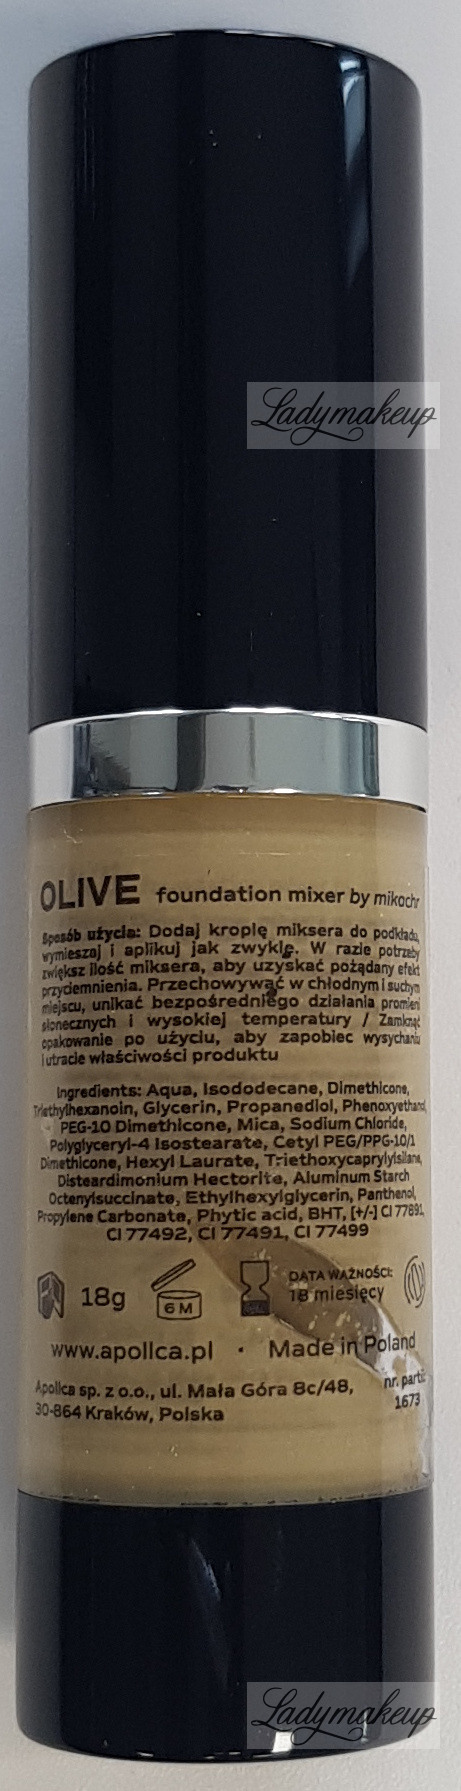 Ladymakeup
OLIVE foundation mixer by mikochr
Sposób użycia: Dodaj kroplę miksera do podkładu,
wymieszaj i aplikuj jak zwykle. W razie potrzeby
zwiększ ilość miksera, aby uzyskać pożądany efekt
przyciemnienia. Przechowywać w chłodnym i suchym
miejscu, unikać bezpośredniego działania promieni
słonecznych i wysokiej temperatury / Zamknąć
opakowanie po użyciu, aby zapobiec wysychaniu
i utracie właściwości produktu
Ingredients: Aqua, Isododecane, Dimethicone,
Triethylhexanoin, Glycerin, Propanediol, Phenoxyethanol,
PEG-10 Dimethicone, Mica, Sodium Chloride,
Polyglyceryl-4 Isostearate, Cetyl PEG/PPG-10/1
Dimethicone, Hexyl Laurate, Triethoxycaprylylsilane,
Disteardimonium Hectorite, Aluminum Starch
Octenylsuccinate, Ethylhexylglycerin, Panthenol,
Propylene Carbonate, Phytic acid, BHT, [+/-] CI 77891,
CI 77492, CI 77491, CI 77499
18g 6 M DATA WAŻNOŚCI:
18 miesięcy
www.apollca.pl · Made in Poland
Apollca sp. z o.o., ul. Mała Góra 8c/48,
30-864 Kraków, Polska
nr. parti
1673
Ladymakeup